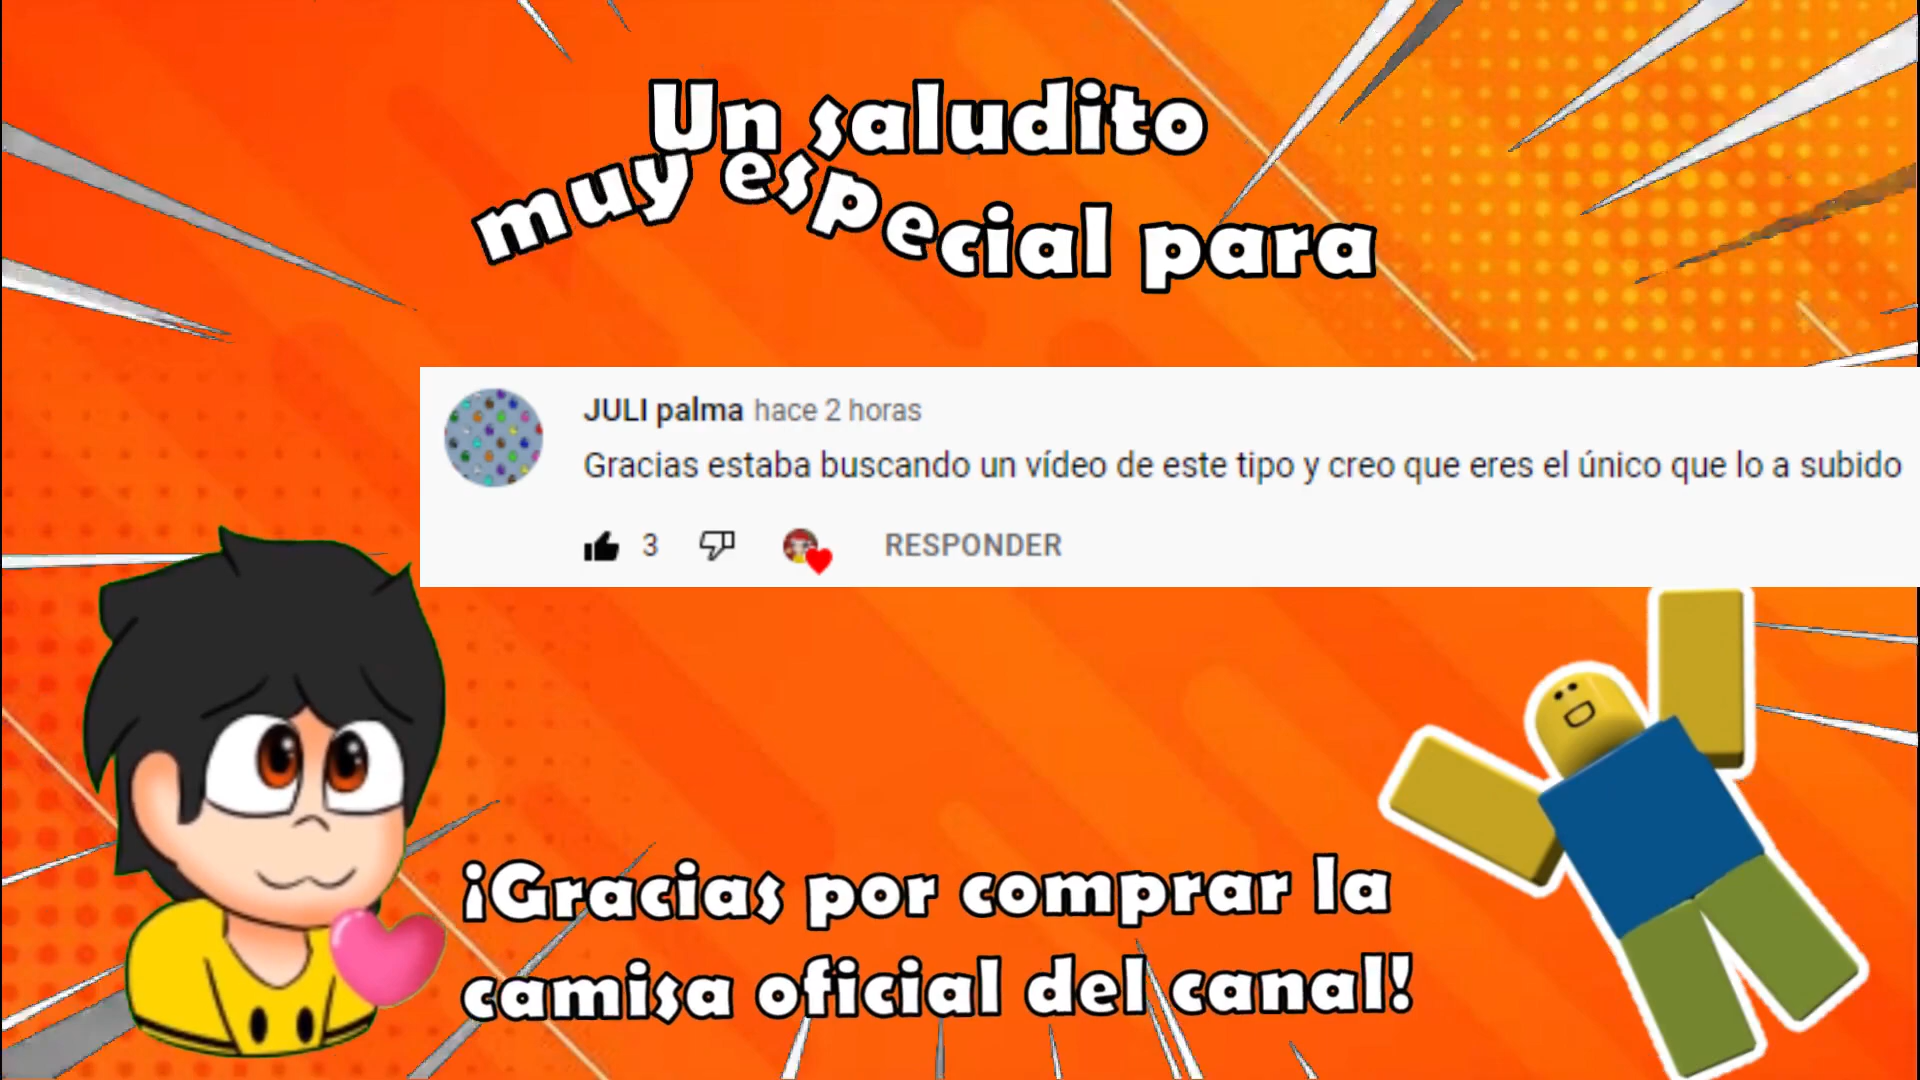 Un saludito
muy especial para
JULI palma hace 2 horas
Gracias estaba buscando un vídeo de este tipo y creo que eres el único que lo a subido
3 RESPONDER
¡Gracias por comprar la
camisa oficial del canal!